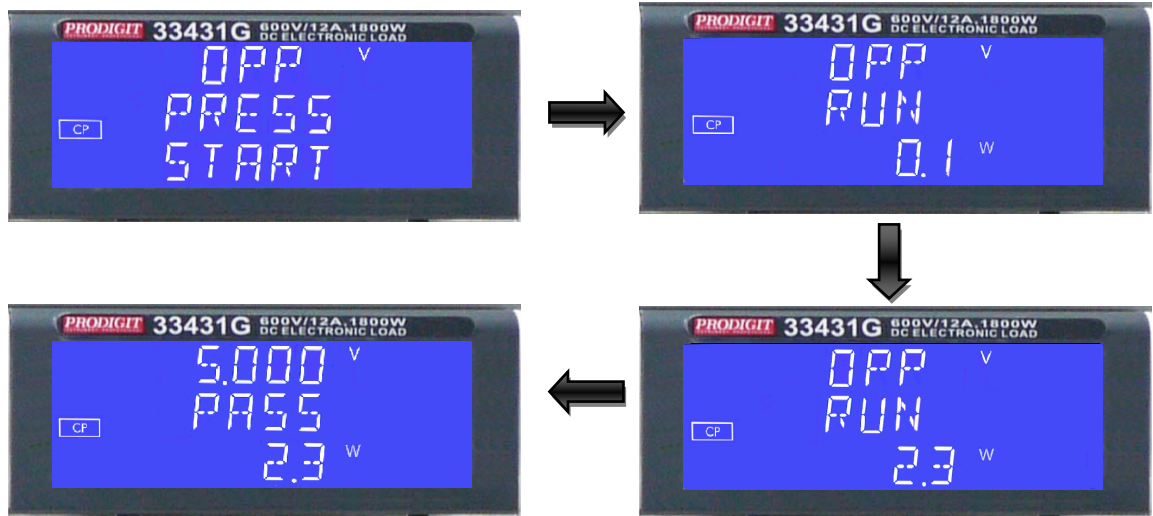 PRODIGIT 33431G 600V/12A,1800W
DC ELECTRONIC LOAD
OPP V
PRESS
CP
START
PRODIGIT 33431G 600V/12A,1800W
DC ELECTRONIC LOAD
OPP V
RUN
CP
0.1 W
PRODIGIT 33431G 600V/12A,1800W
DC ELECTRONIC LOAD
5.000 V
PASS
CP
2.3 W
PRODIGIT 33431G 600V/12A,1800W
DC ELECTRONIC LOAD
OPP V
RUN
CP
2.3 W